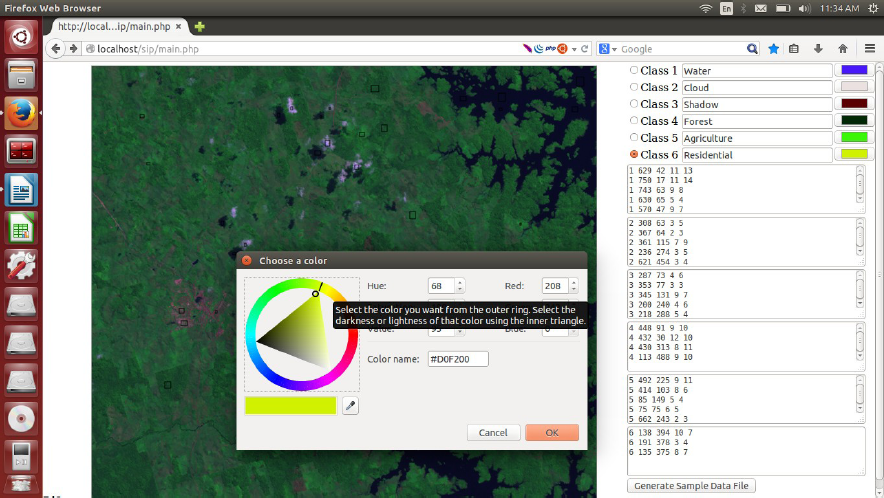 Firefox Web Browser
En
11:34 AM
http://local...ip/main.php
localhost/sip/main.php
php
Google
Class 1 Water
Class 2 Cloud
Class 3 Shadow
Class 4 Forest
Class 5 Agriculture
Class 6 Residential
1 629 42 11 13
1 750 17 11 14
1 743 63 9 8
1 630 65 5 4
1 570 47 9 7
2 308 63 3 5
2 367 64 2 3
2 361 115 7 9
2 236 274 3 5
2 621 454 3 4
3 287 73 4 6
3 353 77 3 3
3 345 131 9 7
3 200 240 4 6
3 218 288 5 4
4 448 91 9 10
4 432 30 12 10
4 430 313 8 11
4 113 488 9 10
5 492 225 9 11
5 414 103 8 6
5 85 149 5 4
5 75 75 6 5
5 662 243 2 3
6 138 394 10 7
6 191 378 3 4
6 135 375 8 7
Generate Sample Data File
Choose a color
Hue: 68 Red: 208
Select the color you want from the outer ring. Select the
darkness or lightness of that color using the inner triangle.
Value: 95 Blue: 0
Color name: #D0F200
Cancel OK